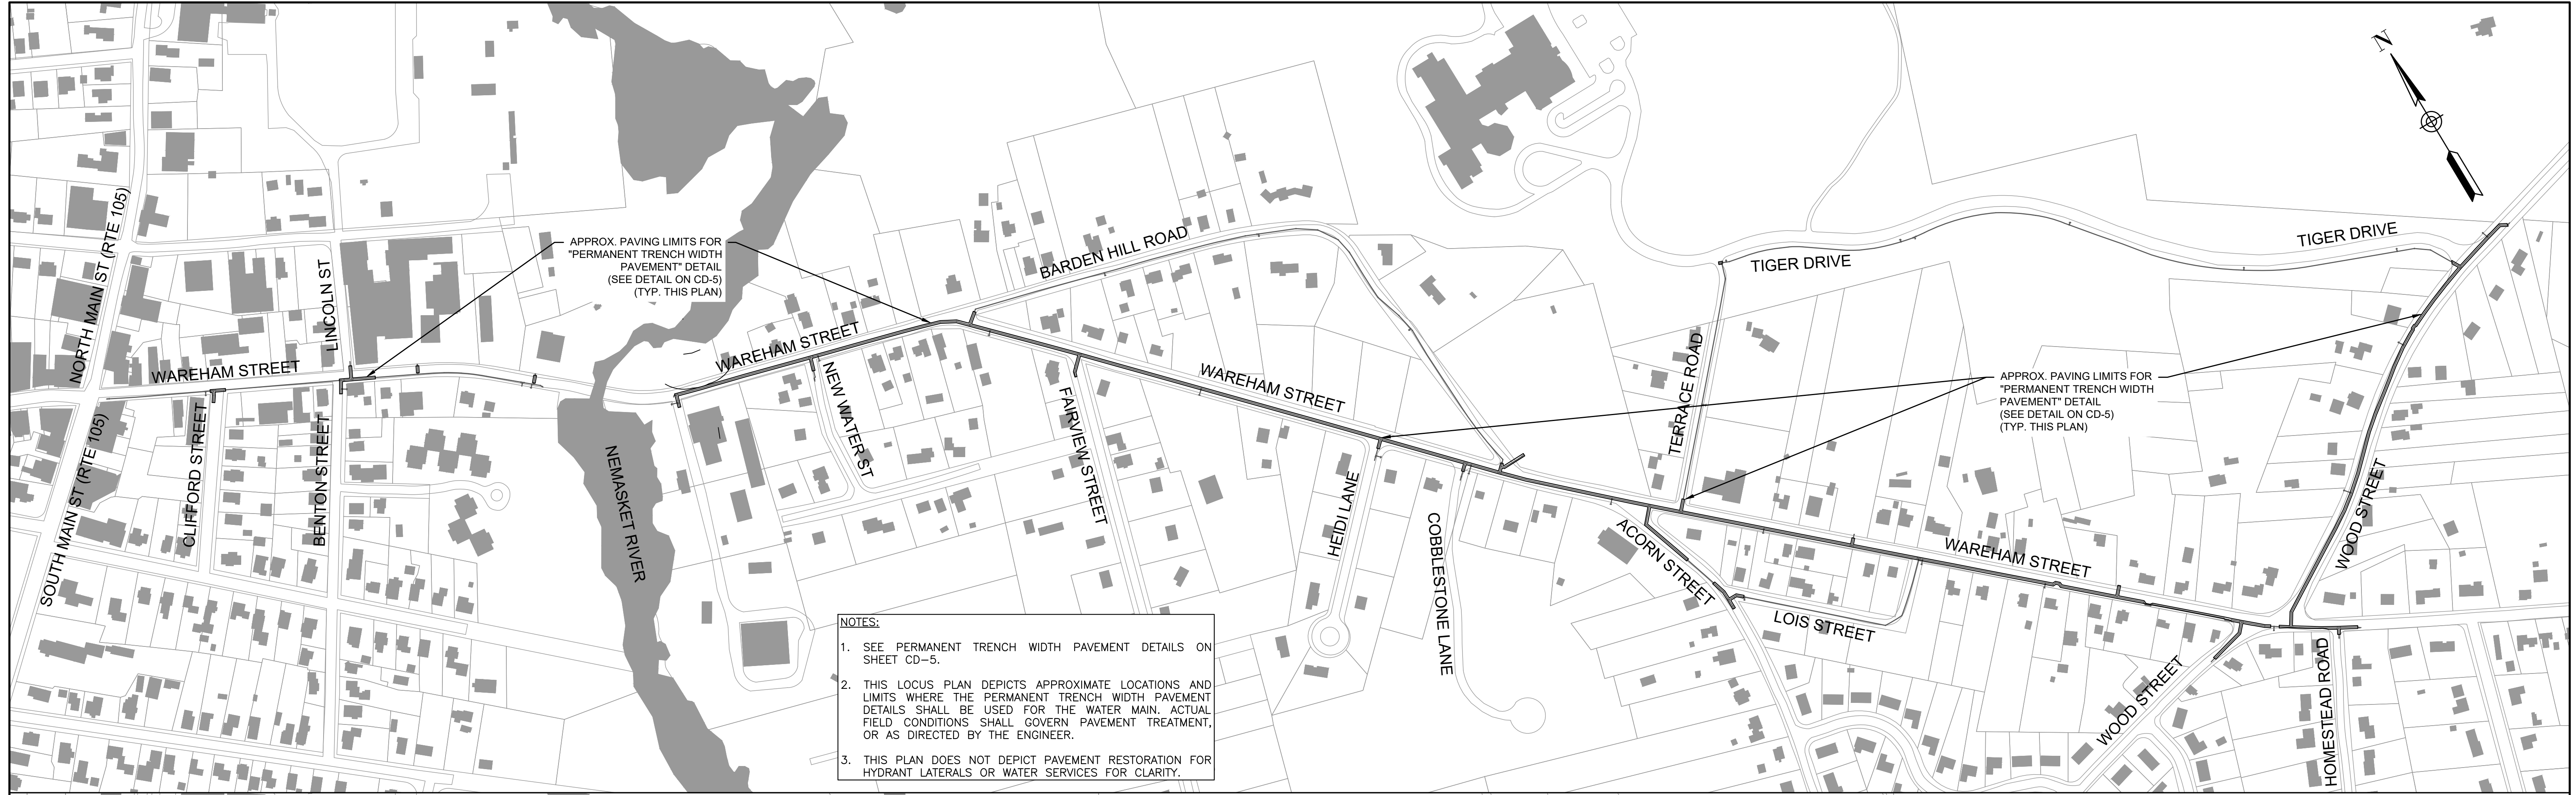 N
NORTH MAIN ST (RTE 105)
SOUTH MAIN ST (RTE 105)
WAREHAM STREET
LINCOLN ST
CLIFFORD STREET
BENTON STREET
APPROX. PAVING LIMITS FOR
"PERMANENT TRENCH WIDTH
PAVEMENT" DETAIL
(SEE DETAIL ON CD-5)
(TYP. THIS PLAN)
NEMASKET RIVER
WAREHAM STREET
NEW WATER ST
BARDEN HILL ROAD
FAIRVIEW STREET
WAREHAM STREET
HEIDI LANE
COBBLESTONE LANE
ACORN STREET
TERRACE ROAD
TIGER DRIVE
TIGER DRIVE
APPROX. PAVING LIMITS FOR
"PERMANENT TRENCH WIDTH
PAVEMENT" DETAIL
(SEE DETAIL ON CD-5)
(TYP. THIS PLAN)
LOIS STREET
WAREHAM STREET
WOOD STREET
WOOD STREET
HOMESTEAD ROAD
NOTES:
1. SEE PERMANENT TRENCH WIDTH PAVEMENT DETAILS ON
SHEET CD-5.
2. THIS LOCUS PLAN DEPICTS APPROXIMATE LOCATIONS AND
LIMITS WHERE THE PERMANENT TRENCH WIDTH PAVEMENT
DETAILS SHALL BE USED FOR THE WATER MAIN. ACTUAL
FIELD CONDITIONS SHALL GOVERN PAVEMENT TREATMENT,
OR AS DIRECTED BY THE ENGINEER.
3. THIS PLAN DOES NOT DEPICT PAVEMENT RESTORATION FOR
HYDRANT LATERALS OR WATER SERVICES FOR CLARITY.